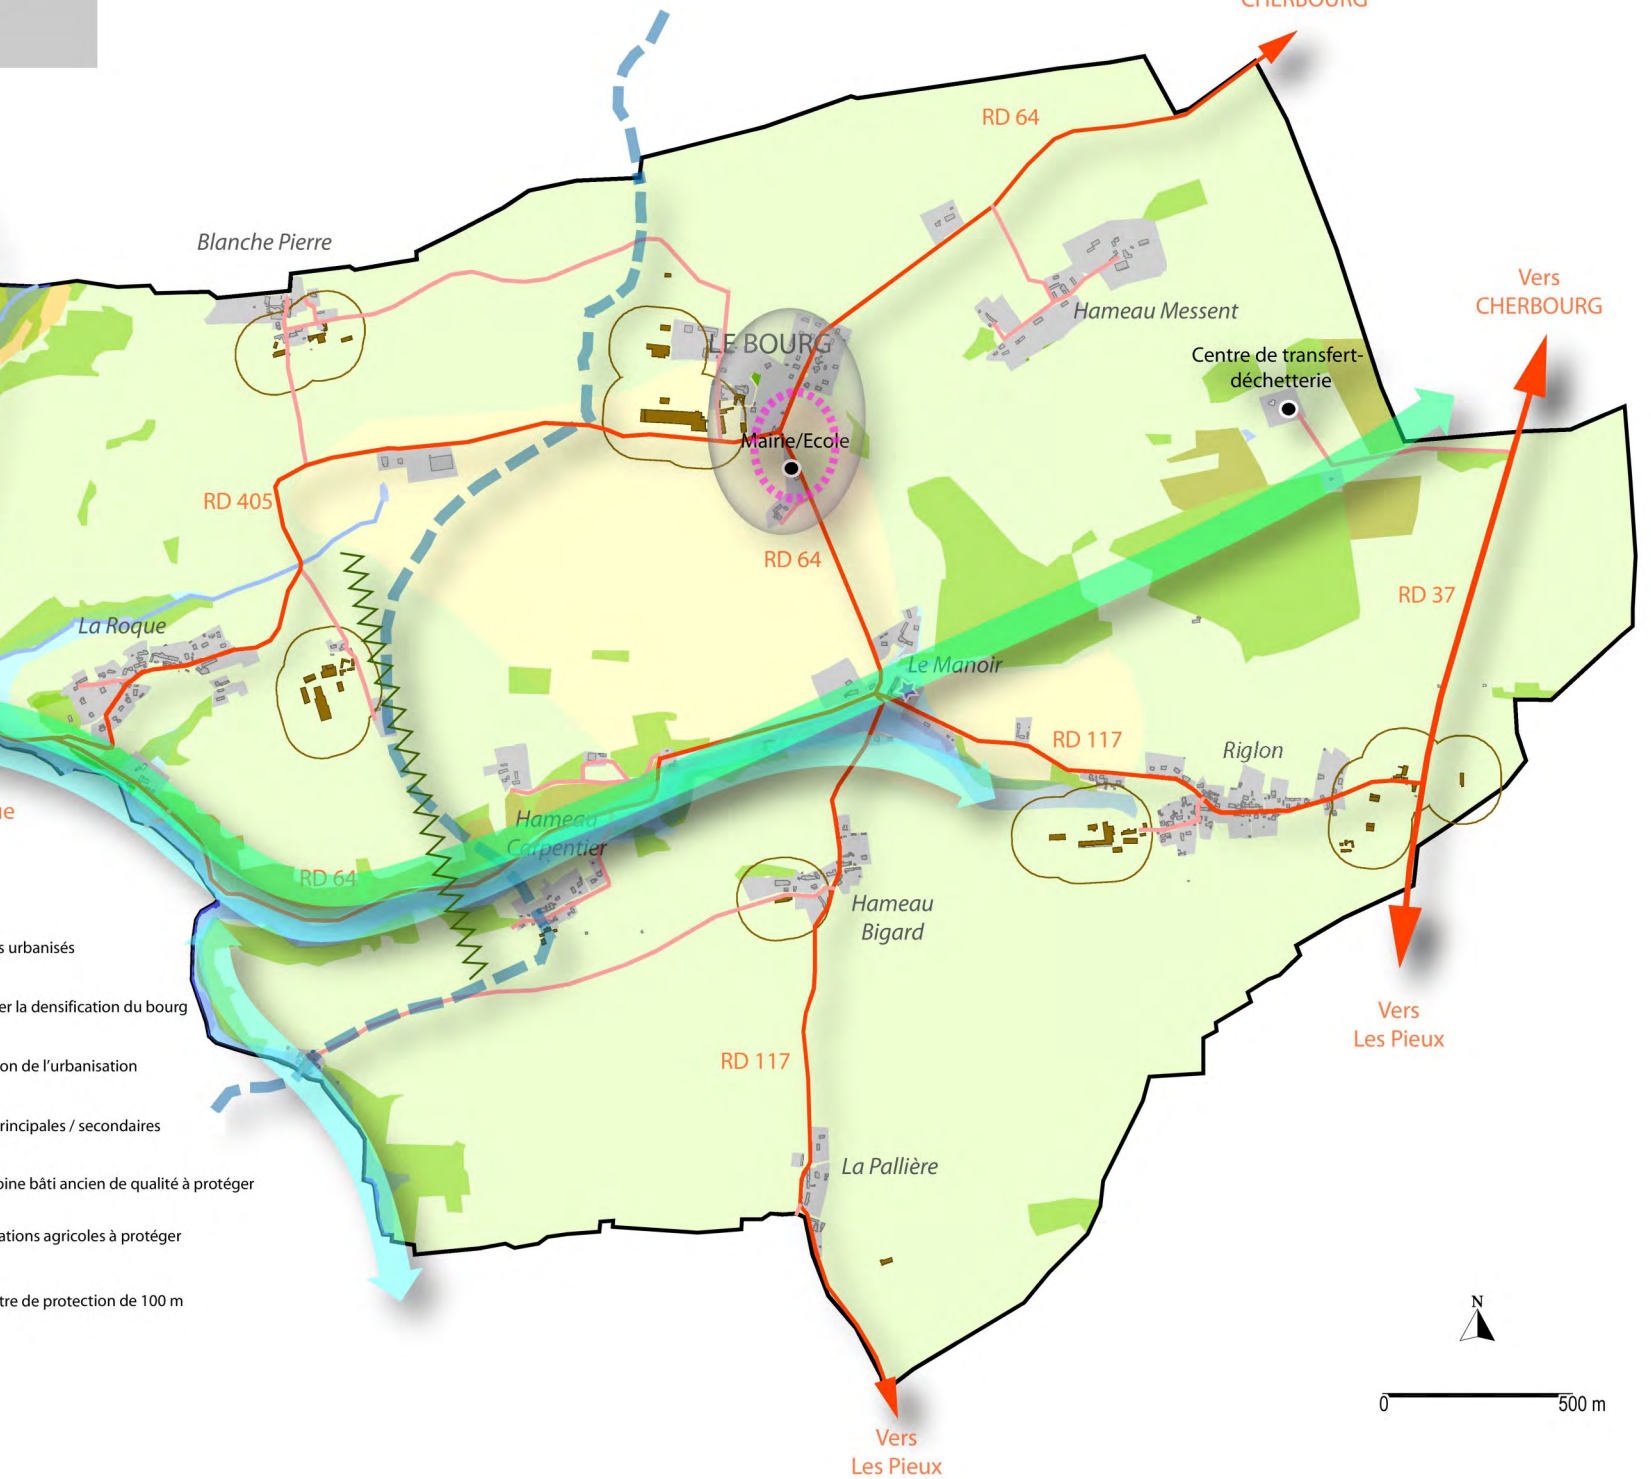 CHERBOURG
RD 64
Blanche Pierre
Vers
CHERBOURG
Hameau Messent
LE BOURG
Centre de transfert-
déchetterie
Mairie/Ecole
RD 405
RD 64
RD 37
La Roque
Le Manoir
RD 117
Riglon
ue
Hameau
Carpentier
RD 64
Hameau
Bigard
s urbanisés
er la densification du bourg
Vers
Les Pieux
on de l’urbanisation
RD 117
rincipales / secondaires
La Pallière
oine bâti ancien de qualité à protéger
ations agricoles à protéger
tre de protection de 100 m
N
0 500 m
Vers
Les Pieux